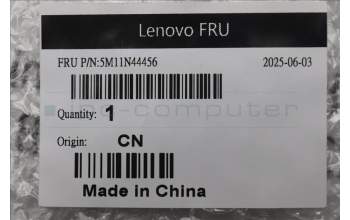 Lenovo FRU
FRU P/N:5M11N44456 2025-06-03
Quantity: 1
Origin: CN
Made in China